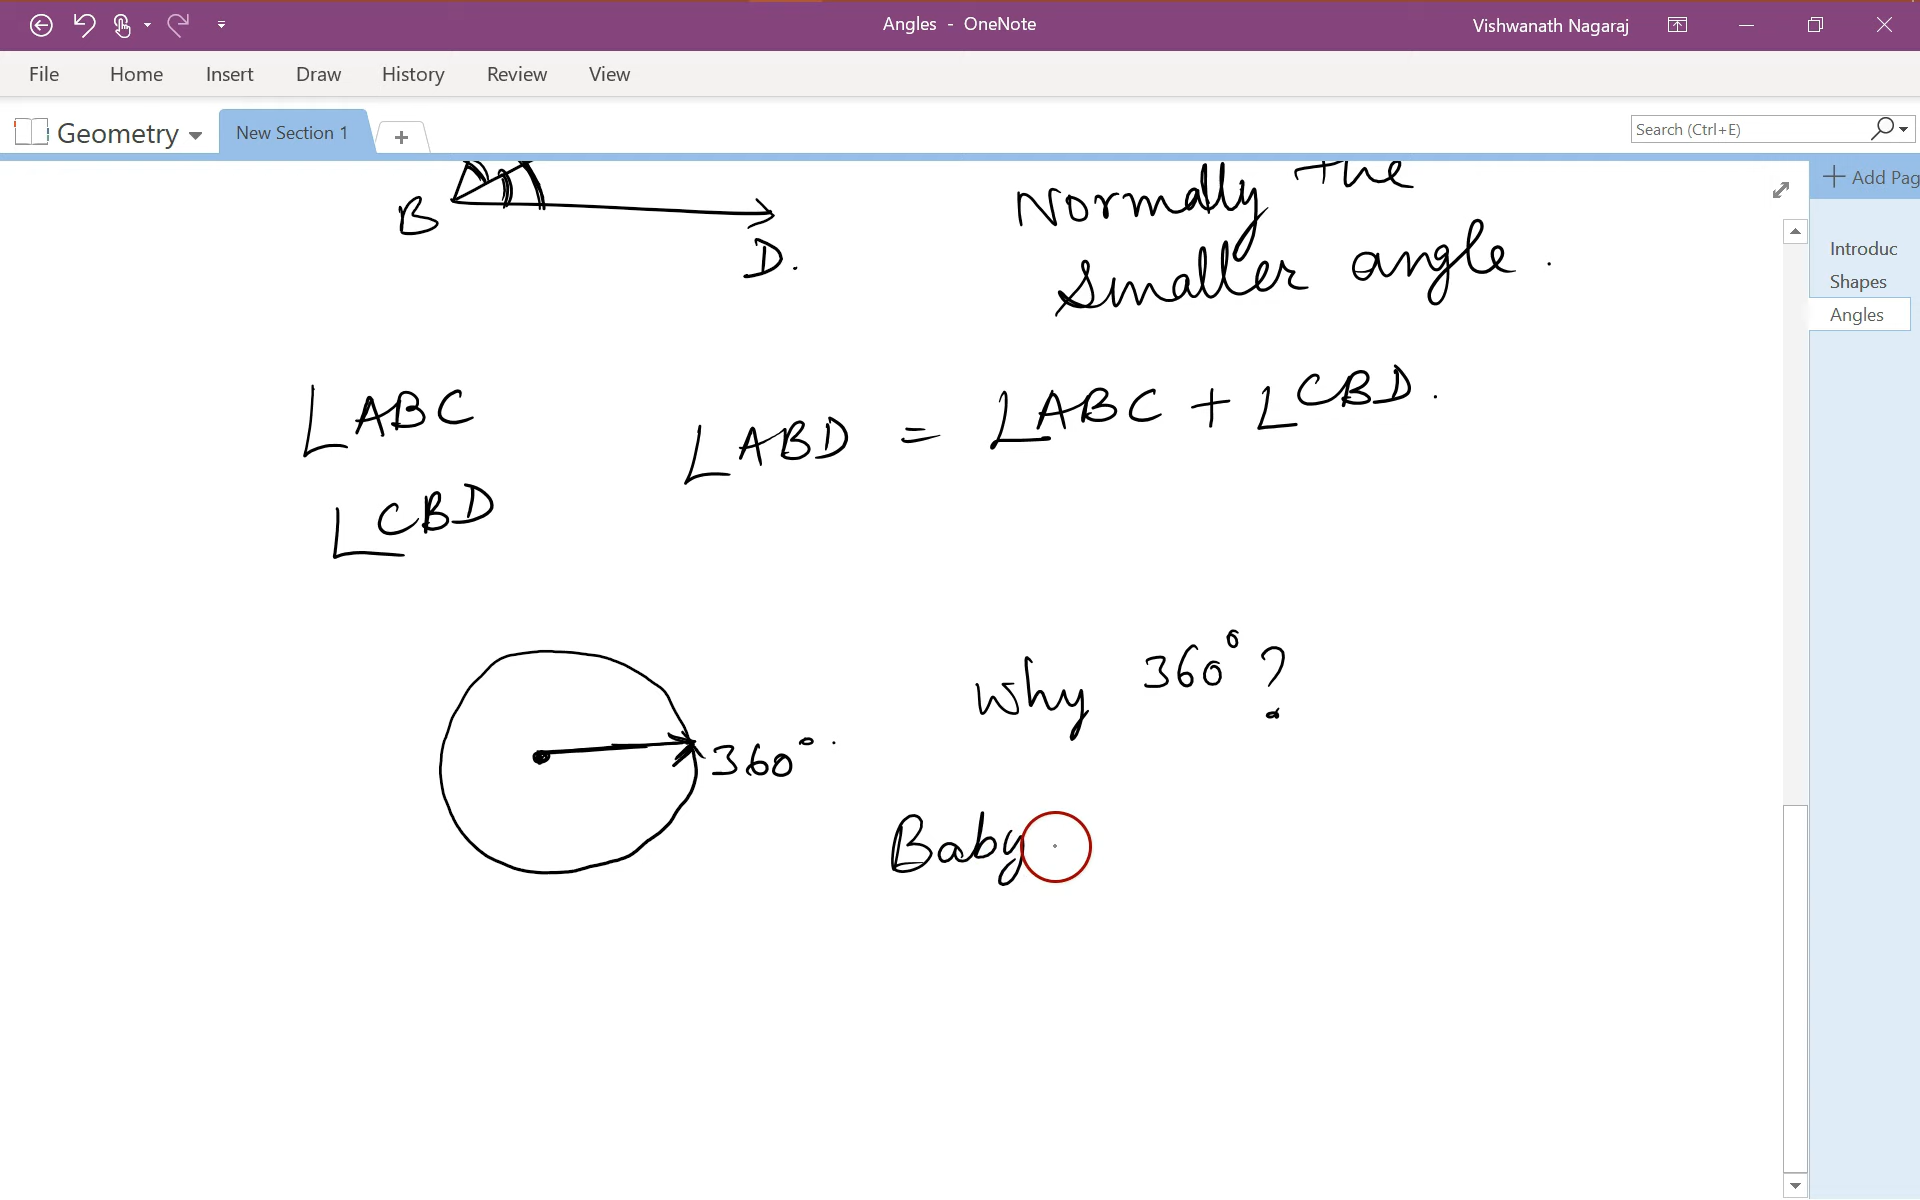 Angles - OneNote
Vishwanath Nagaraj
File Home Insert Draw History Review View
Geometry
New Section 1
Search (Ctrl+E)
Add Pag
Introduc
Shapes
Angles
B
D.
Normally the
smaller angle.
∠ABC
∠ABD = ∠ABC + ∠CBD.
∠CBD
360°.
Why 360°?
Baby